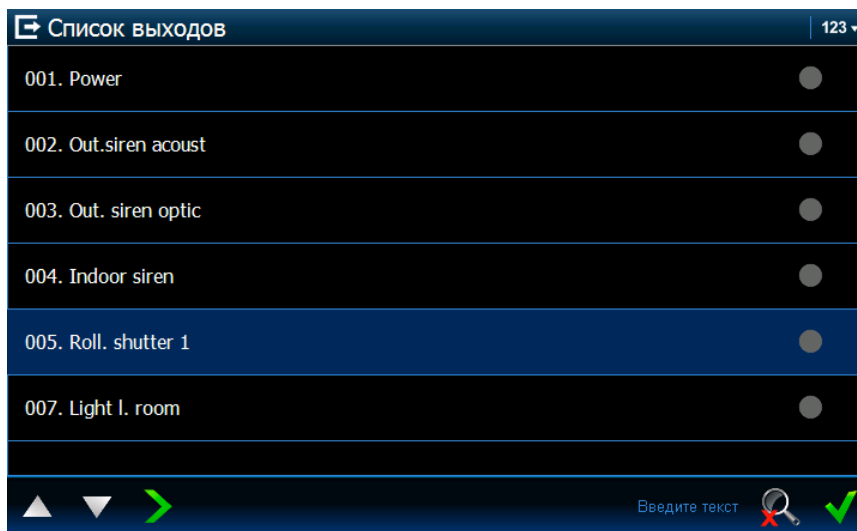 Список выходов
123
001. Power
002. Out.siren acoust
003. Out. siren optic
004. Indoor siren
005. Roll. shutter 1
007. Light l. room
Введите текст